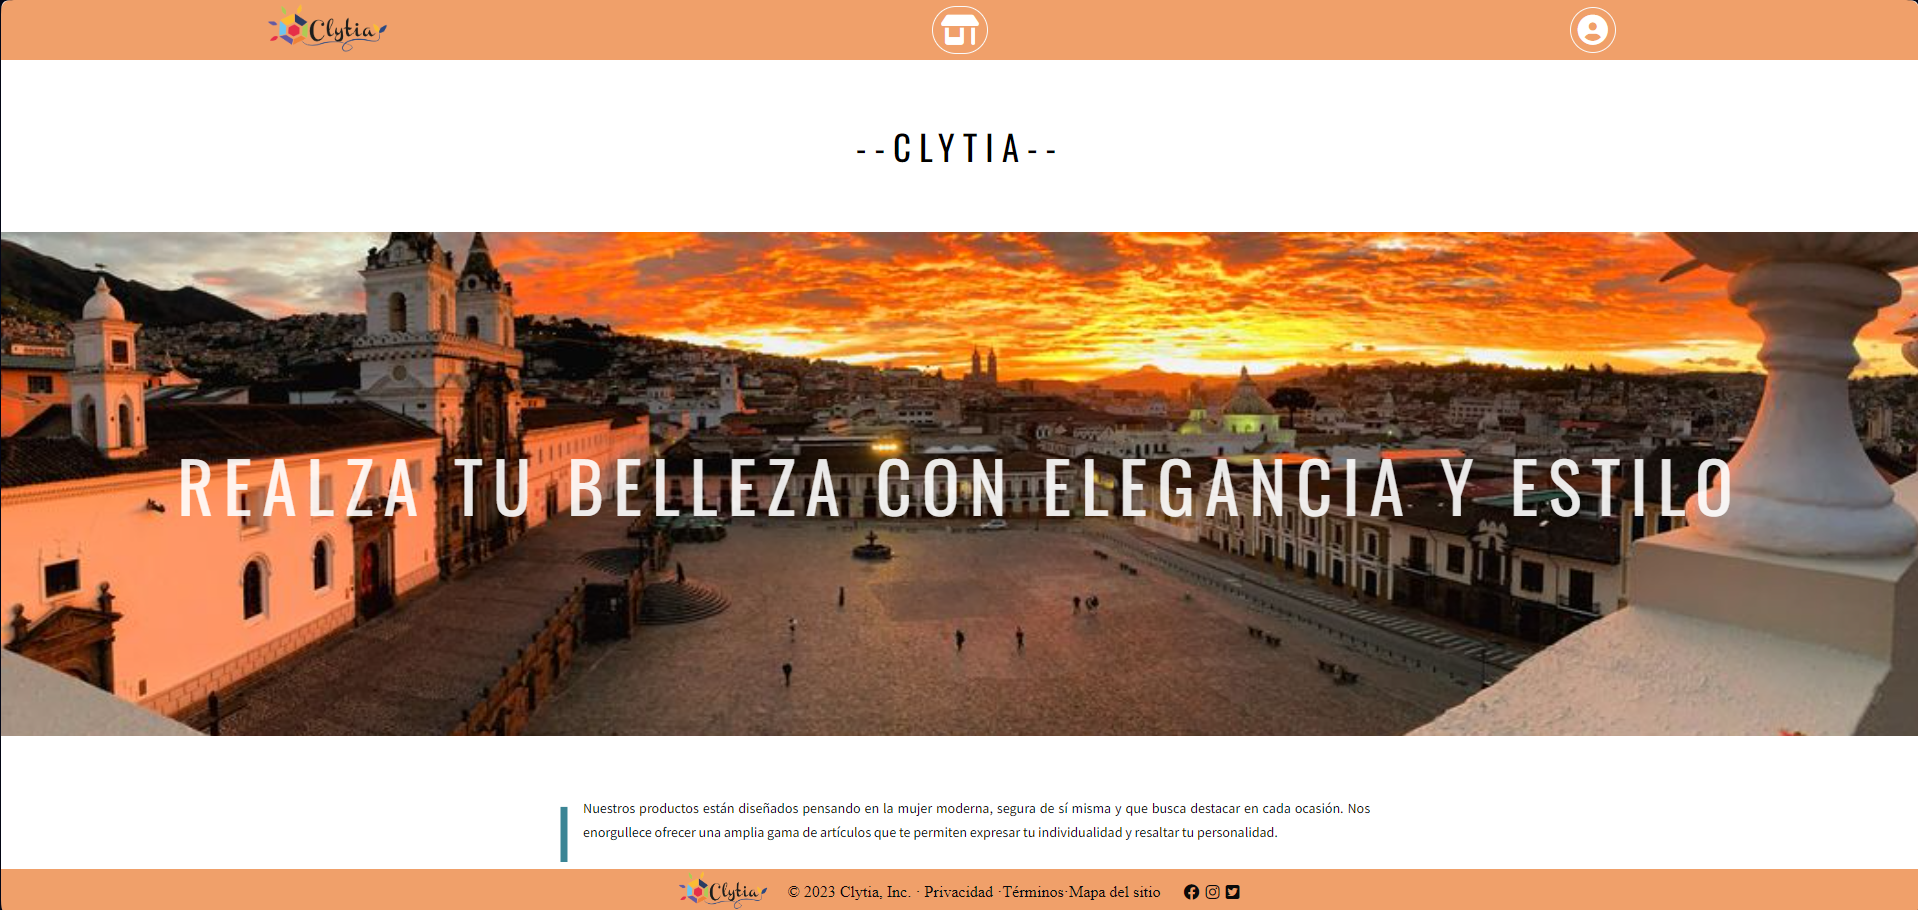 Clytia
--CLYTIA--
REALZA TU BELLEZA CON ELEGANCIA Y ESTILO
Nuestros productos están diseñados pensando en la mujer moderna, segura de sí misma y que busca destacar en cada ocasión. Nos
enorgullece ofrecer una amplia gama de artículos que te permiten expresar tu individualidad y resaltar tu personalidad.
Clytia © 2023 Clytia, Inc. · Privacidad ·Términos·Mapa del sitio